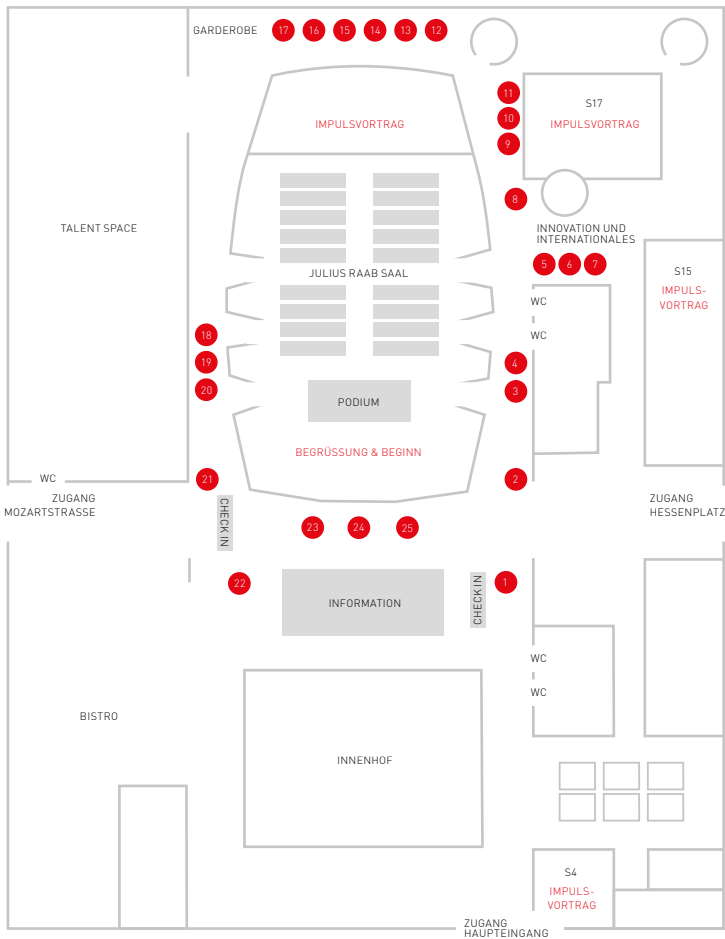 GARDEROBE
17 16 15 14 13 12
11
10
9
S17
IMPULSVORTRAG
IMPULSVORTRAG
8
TALENT SPACE
INNOVATION UND
INTERNATIONALES
5 6 7
S15
IMPULS-
VORTRAG
JULIUS RAAB SAAL
WC
WC
18
19
20
4
3
PODIUM
BEGRÜSSUNG & BEGINN
WC
21
2
ZUGANG
MOZARTSTRASSE
ZUGANG
HESSENPLATZ
CHECK IN
23 24 25
22
INFORMATION
CHECK IN
1
WC
WC
BISTRO
INNENHOF
S4
IMPULS-
VORTRAG
ZUGANG
HAUPTEINGANG